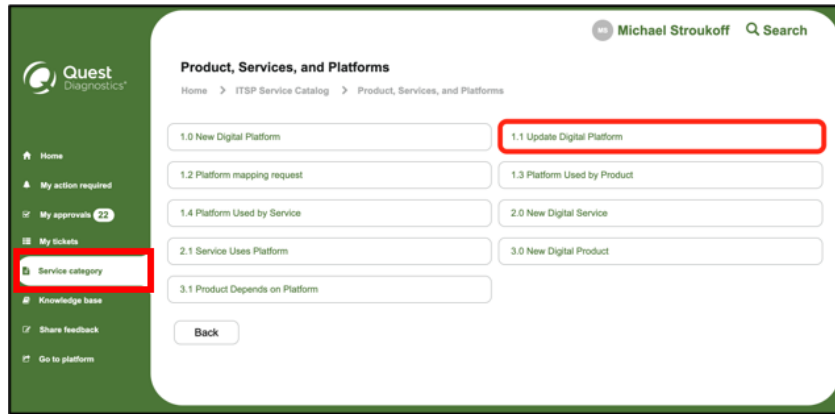 MS Michael Stroukoff Search
Quest
Diagnostics®
Product, Services, and Platforms
Home > ITSP Service Catalog > Product, Services, and Platforms
1.0 New Digital Platform
1.1 Update Digital Platform
1.2 Platform mapping request
1.3 Platform Used by Product
1.4 Platform Used by Service
2.0 New Digital Service
2.1 Service Uses Platform
3.0 New Digital Product
3.1 Product Depends on Platform
Back
Home
My action required
My approvals 22
My tickets
Service category
Knowledge base
Share feedback
Go to platform